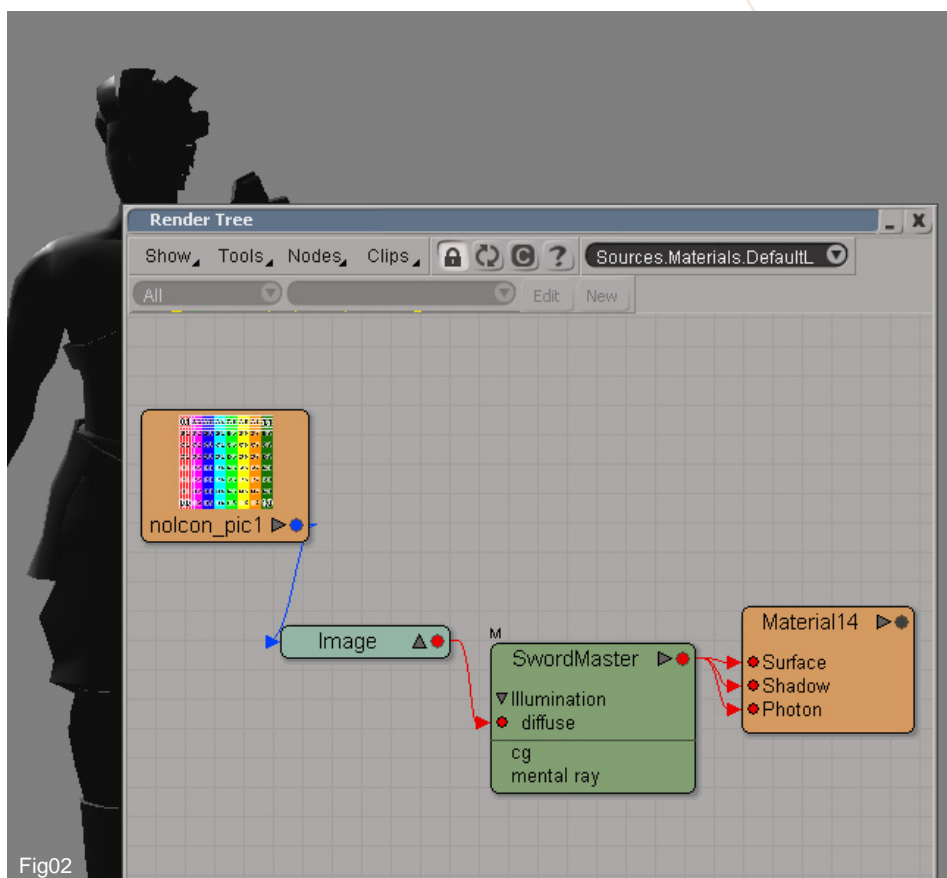 Render Tree
Show Tools Nodes Clips Sources.Materials.DefaultL
All Edit New
noIcon_pic1
Image
M
SwordMaster
Illumination
diffuse
cg
mental ray
Material14
Surface
Shadow
Photon
Fig02